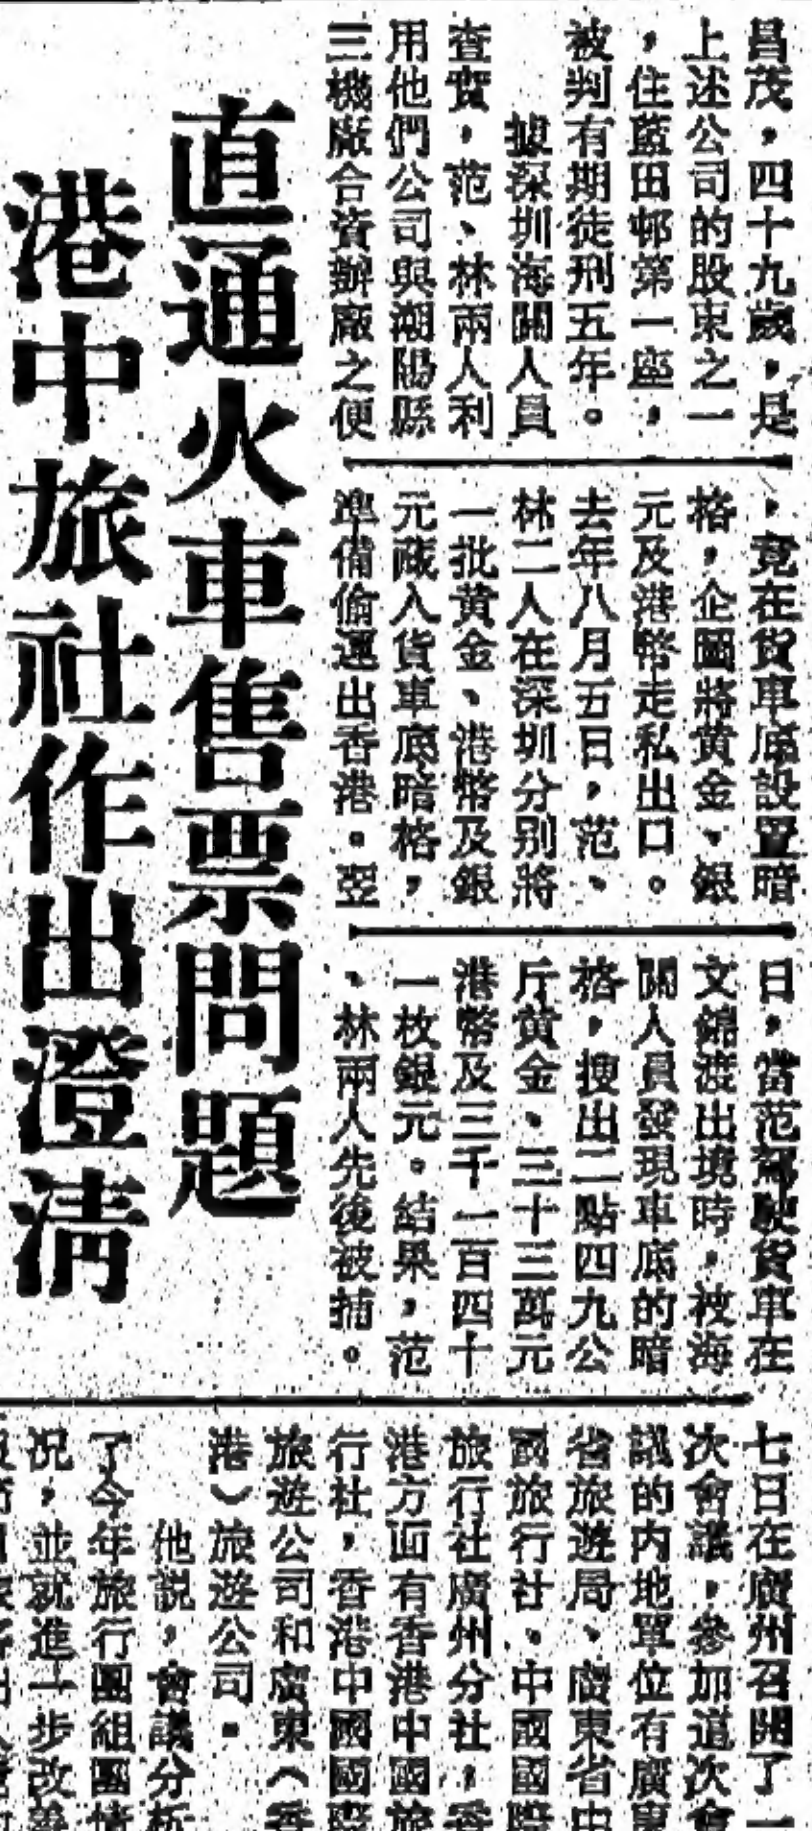 昌茂，四十九歲，是
上述公司的股東之一
，住藍田邨第一座，
被判有期徒刑五年。
據深圳海關人員
查實，范、林兩人利
用他們公司與潮陽縣
三機廠合資辦廠之便
，竟在貨車底設置暗
格，企圖將黃金、銀
元及港幣走私出口。
去年八月五日，范、
林二人在深圳分別將
一批黃金、港幣及銀
元藏入貨車底暗格，
準備偷運出香港。翌
日，當范駕駛貨車在
文錦渡出境時，被海
關人員發現車底的暗
格，搜出二點四九公
斤黃金、三十三萬元
港幣及三千一百四十
一枚銀元。結果，范
、林兩人先後被捕。
直通火車售票問題
港中旅社作出澄清
七日在廣州召開了一
次會議，參加這次會
議的內地單位有廣東
省旅遊局、廣東省中
國旅行社、中國國際
旅行社廣州分社，香
港方面有香港中國旅
行社，香港中國國際
旅遊公司和廣東（香
港）旅遊公司。
他說，會議分析
了今年旅行團組團情
況，並就進一步改善